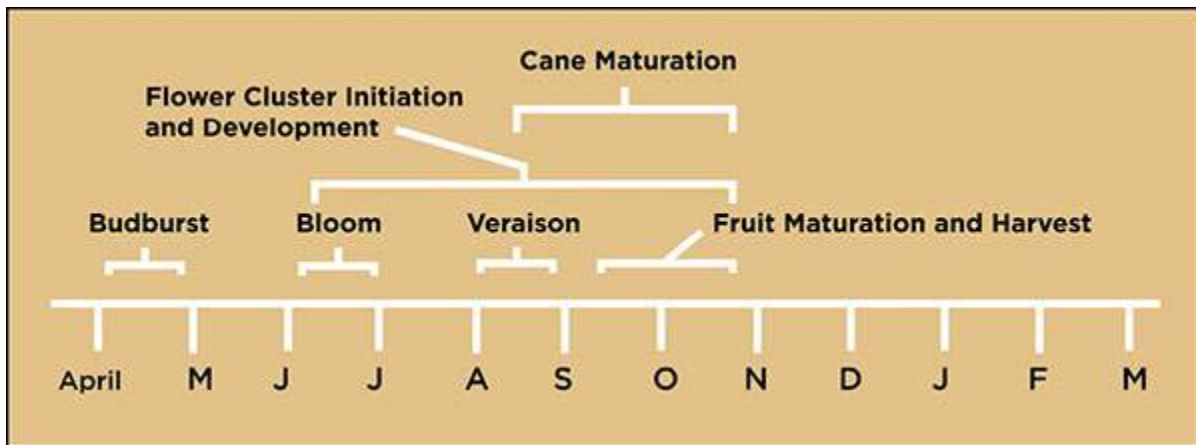 Cane Maturation
Flower Cluster Initiation
and Development
Budburst
Bloom
Veraison
Fruit Maturation and Harvest
April M J J A S O N D J F M